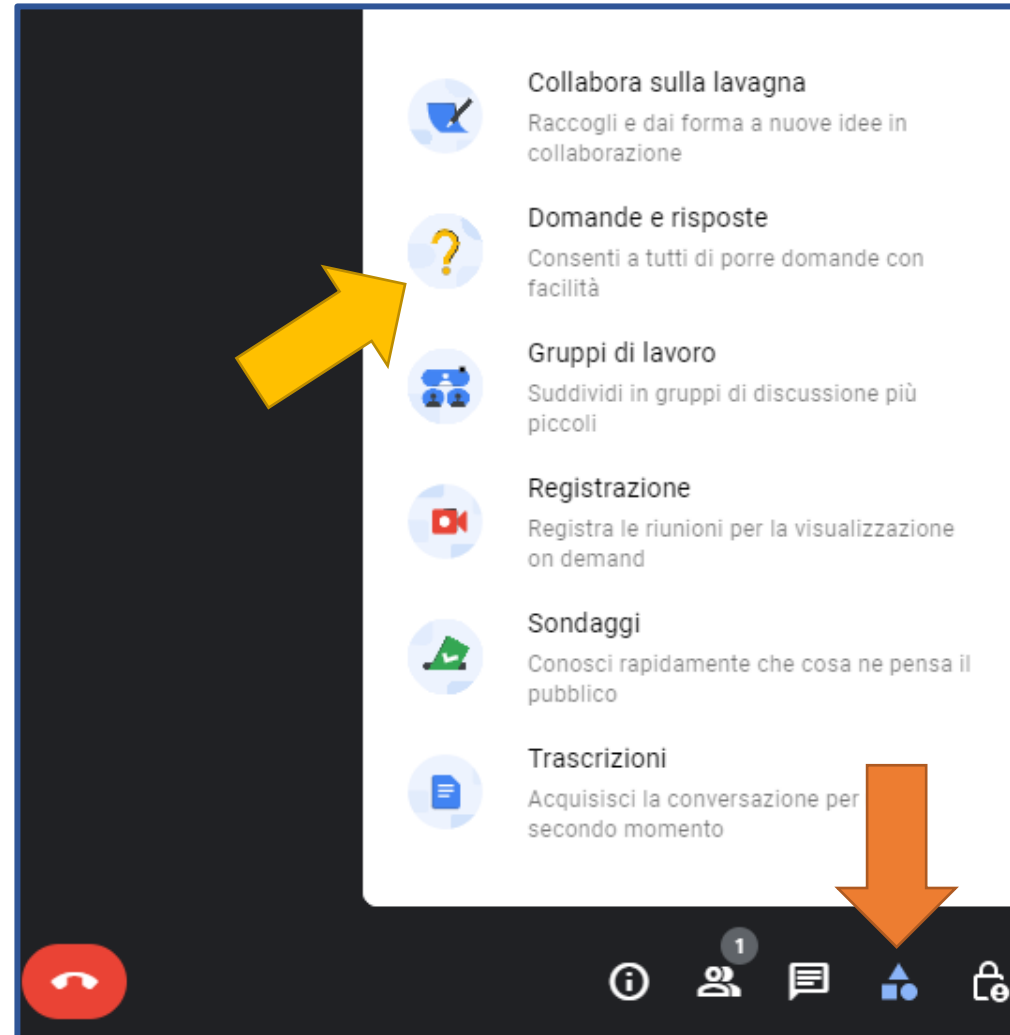 Collabora sulla lavagna
Raccogli e dai forma a nuove idee in
collaborazione
Domande e risposte
Consenti a tutti di porre domande con
facilità
Gruppi di lavoro
Suddividi in gruppi di discussione più
piccoli
Registrazione
Registra le riunioni per la visualizzazione
on demand
Sondaggi
Conosci rapidamente che cosa ne pensa il
pubblico
Trascrizioni
Acquisisci la conversazione per
secondo momento
1